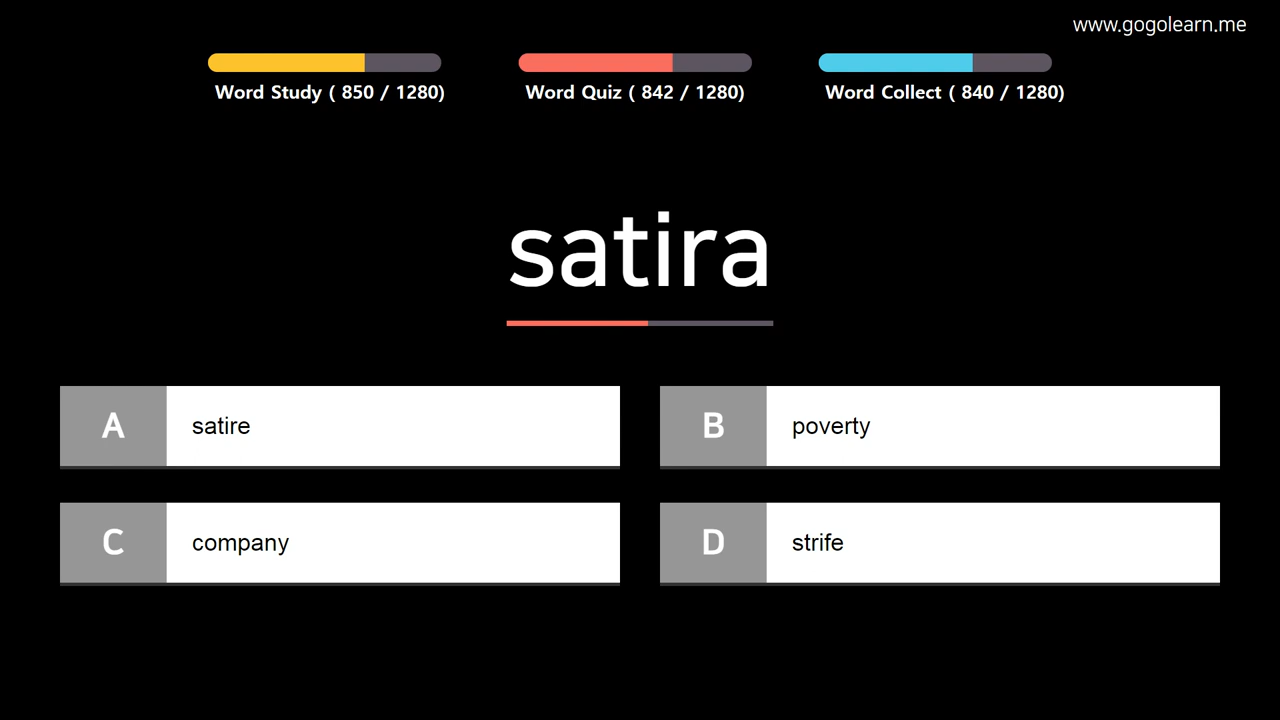 www.gogolearn.me
Word Study ( 850 / 1280)
Word Quiz ( 842 / 1280)
Word Collect ( 840 / 1280)
satira
A satire
B poverty
C company
D strife